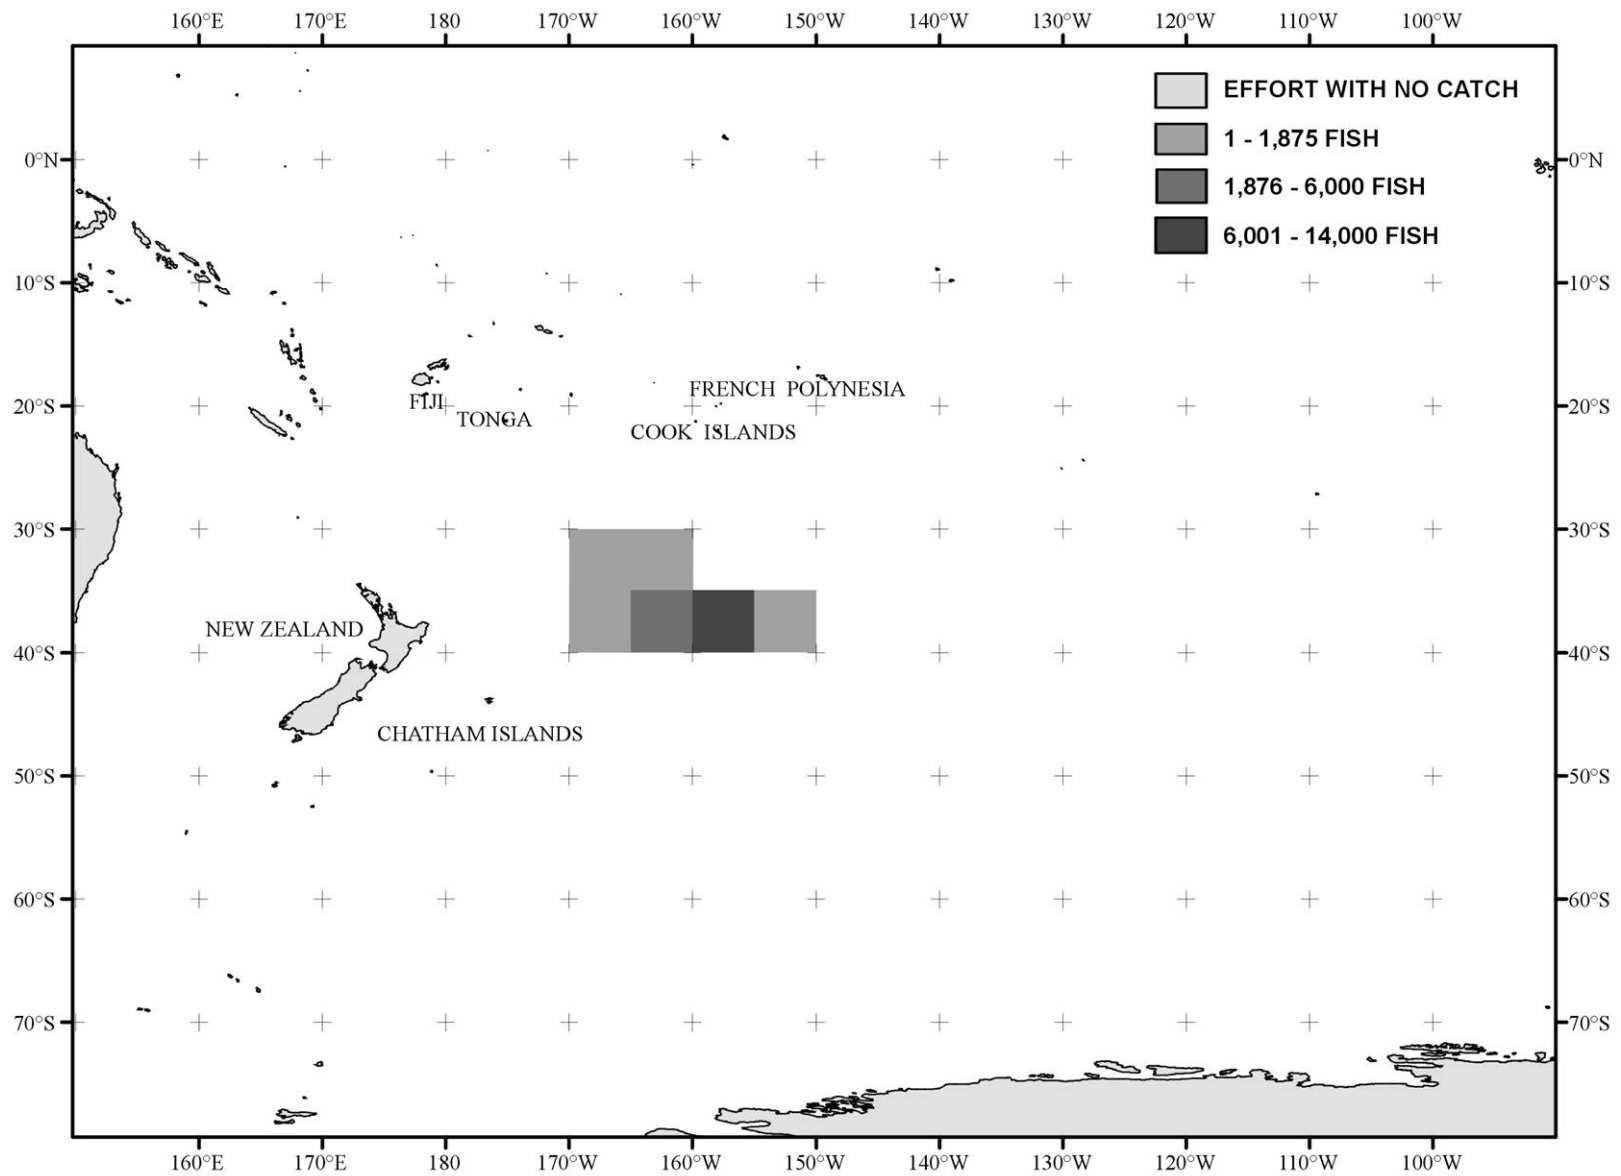 160°E 170°E 180 170°W 160°W 150°W 140°W 130°W 120°W 110°W 100°W
EFFORT WITH NO CATCH
1 - 1,875 FISH
0°N 0°N
1,876 - 6,000 FISH
6,001 - 14,000 FISH
10°S 10°S
FRENCH POLYNESIA
FIJI
20°S 20°S
TONGA
COOK ISLANDS
30°S 30°S
NEW ZEALAND
40°S 40°S
CHATHAM ISLANDS
50°S 50°S
60°S 60°S
70°S 70°S
160°E 170°E 180 170°W 160°W 150°W 140°W 130°W 120°W 110°W 100°W